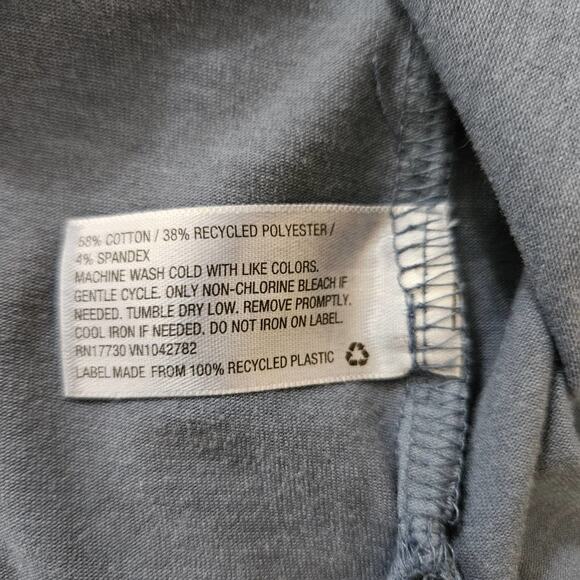 58% COTTON / 38% RECYCLED POLYESTER /
4% SPANDEX
MACHINE WASH COLD WITH LIKE COLORS.
GENTLE CYCLE. ONLY NON-CHLORINE BLEACH IF
NEEDED. TUMBLE DRY LOW. REMOVE PROMPTLY.
COOL IRON IF NEEDED. DO NOT IRON ON LABEL.
RN17730 VN1042782
LABEL MADE FROM 100% RECYCLED PLASTIC